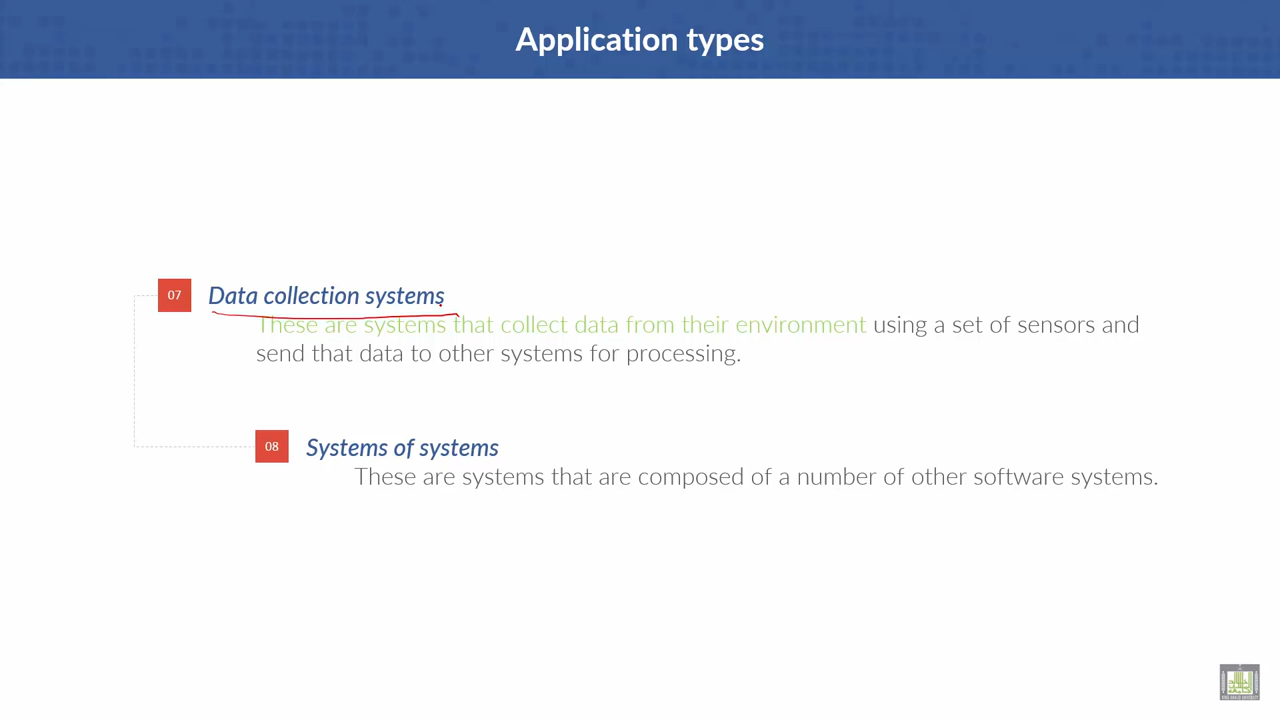 Application types
07
Data collection systems
These are systems that collect data from their environment using a set of sensors and
send that data to other systems for processing.
08
Systems of systems
These are systems that are composed of a number of other software systems.